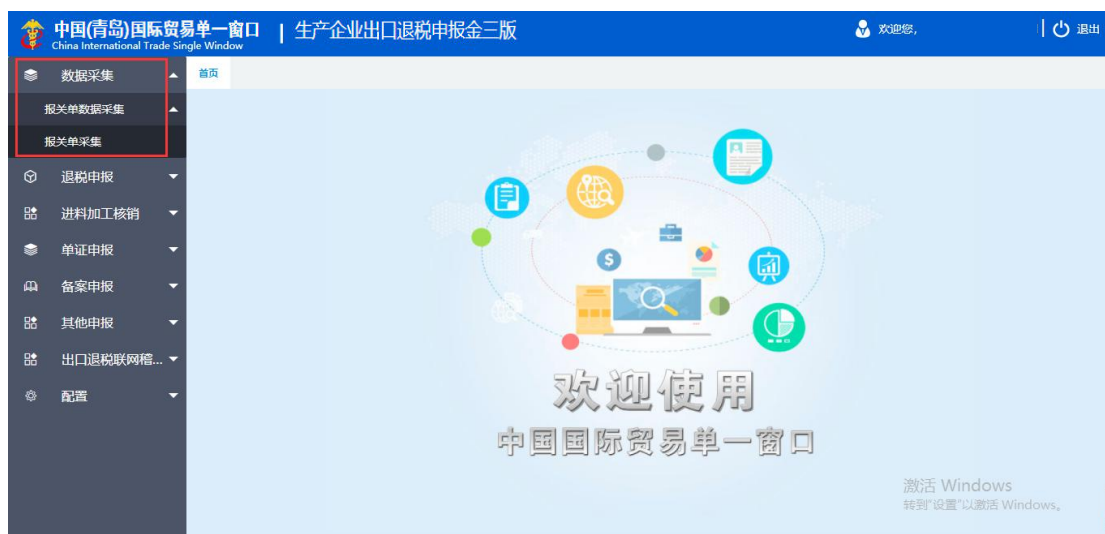 中国(青岛)国际贸易单一窗口 | 生产企业出口退税申报金三版 欢迎您, | 退出
China International Trade Single Window
数据采集
首页
报关单数据采集
报关单采集
退税申报
进料加工核销
单证申报
备案申报
其他申报
出口退税联网稽...
配置
欢迎使用
中国国际贸易单一窗口
激活 Windows
转到"设置"以激活 Windows。